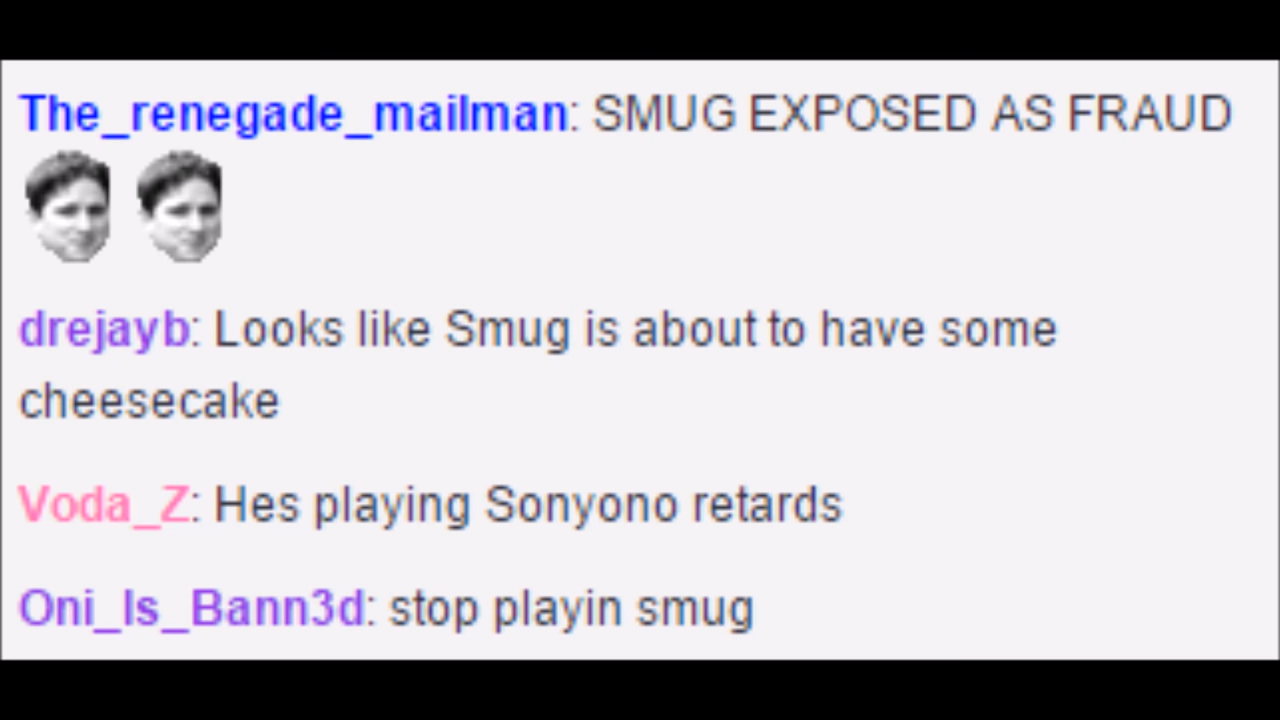 The_renegade_mailman: SMUG EXPOSED AS FRAUD
drejayb: Looks like Smug is about to have some
cheesecake
Voda_Z: Hes playing Sonyono retards
Oni_Is_Bann3d: stop playin smug